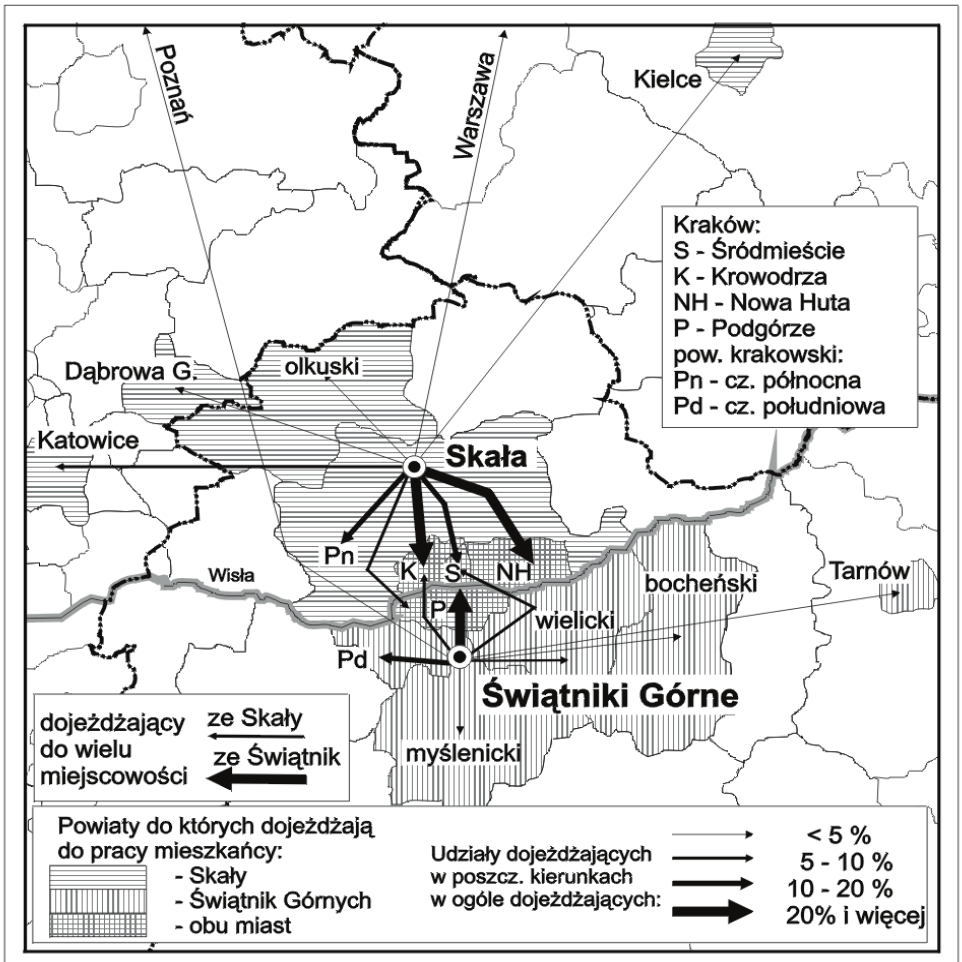 Poznań
Warszawa
Kielce
Kraków:
S - Śródmieście
K - Krowodrza
NH - Nowa Huta
P - Podgórze
pow. krakowski:
Pn - cz. północna
Pd - cz. południowa
Dąbrowa G.
olkuski
Katowice
Skała
Pn
K
S
NH
Wisła
P
bocheński
Tarnów
wielicki
Pd
Świątniki Górne
myślenicki
dojeżdżający
do wielu
miejscowości
ze Skały
ze Świątnik
Powiaty do których dojeżdżają
do pracy mieszkańcy:
- Skały
- Świątnik Górnych
- obu miast
Udziały dojeżdżających
w poszcz. kierunkach
w ogóle dojeżdżających:
< 5 %
5 - 10 %
10 - 20 %
20% i więcej